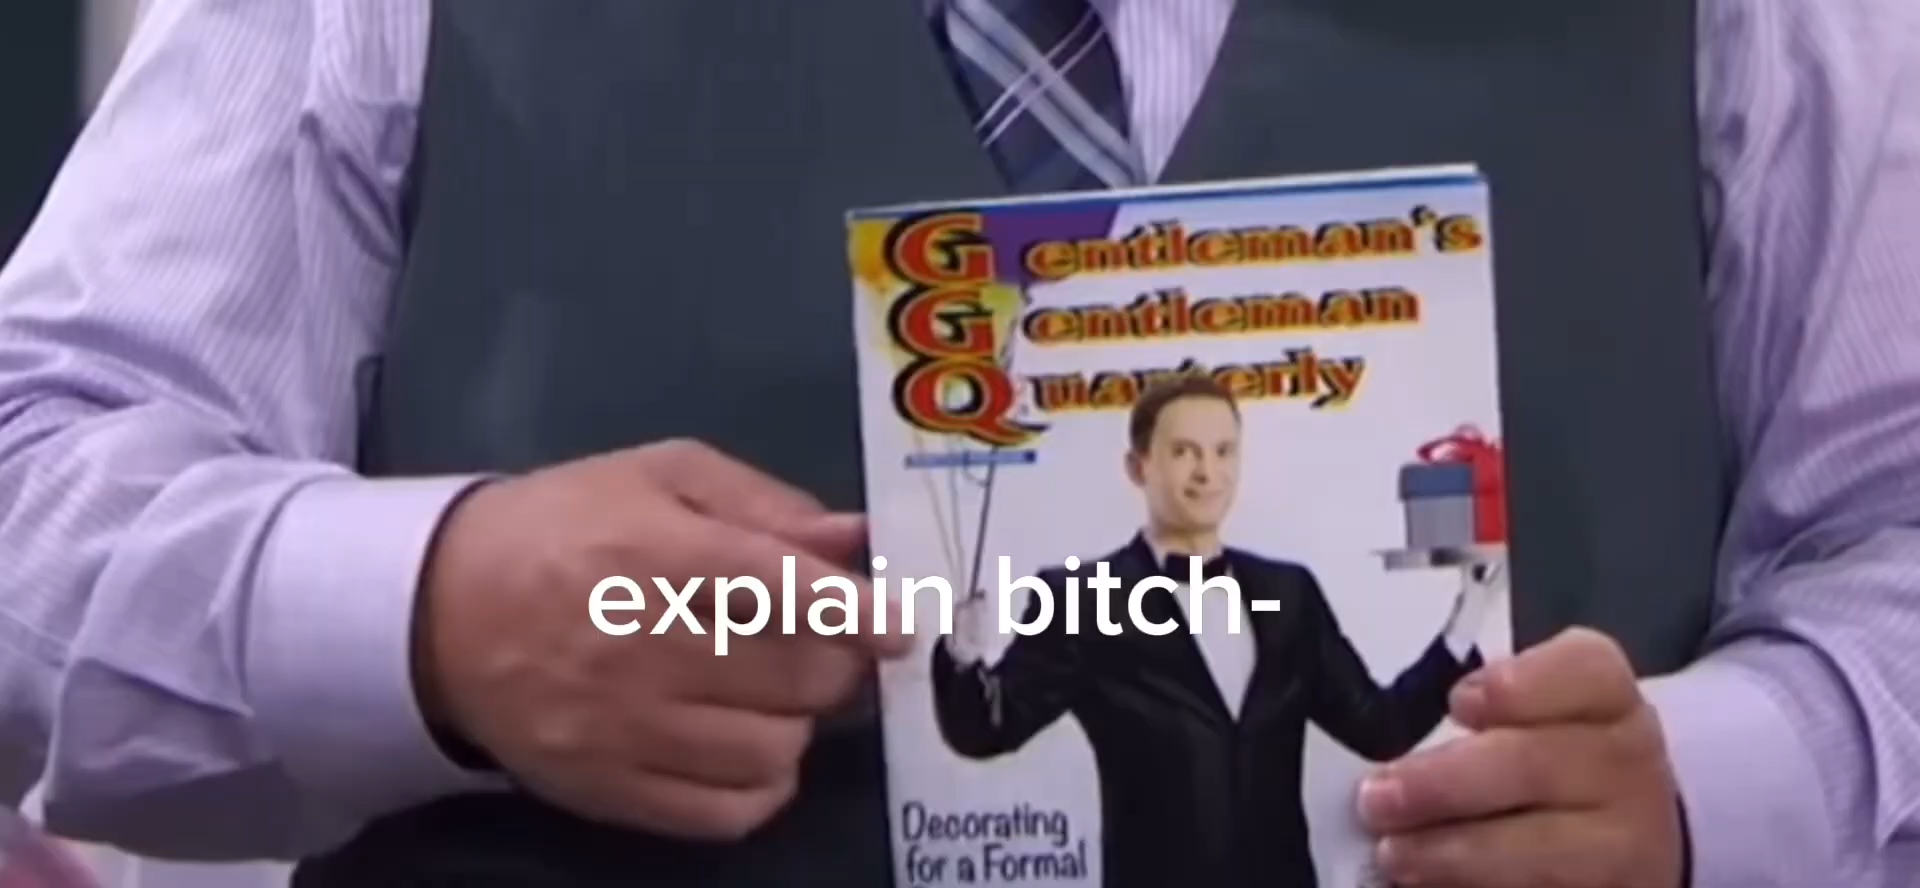 Gentleman's
Gentleman
Quarterly
explain bitch-
Decorating
for a Formal